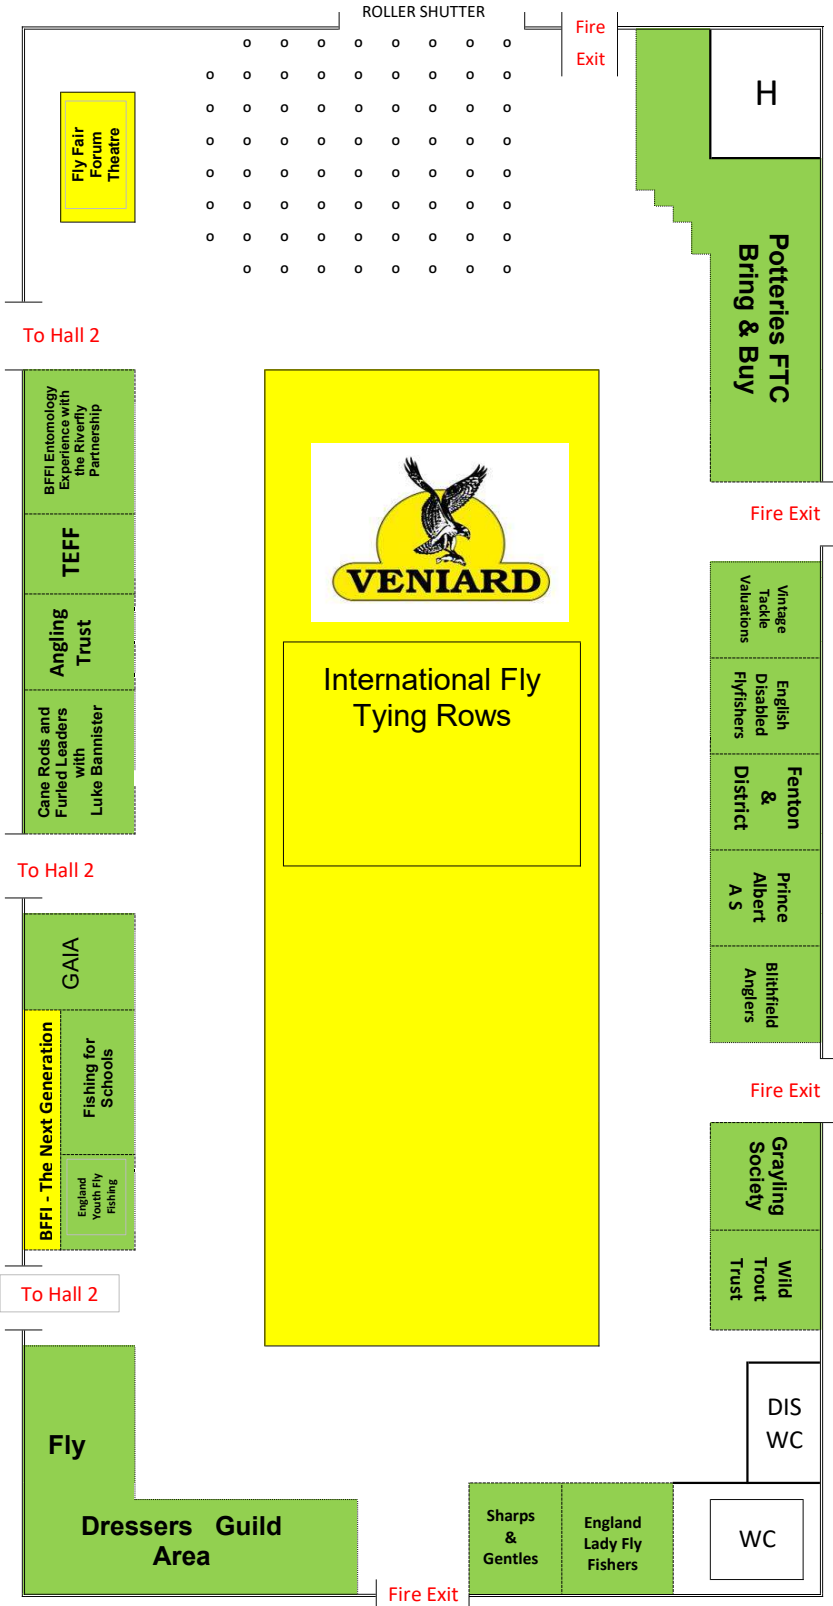 ROLLER SHUTTER
Fire
Exit
o o o o o o o o
o o o o o o o o o
o o o o o o o o o
o o o o o o o o o
o o o o o o o o o
o o o o o o o o o
o o o o o o o o o
o o o o o o o o
Fly Fair
Forum
Theatre
H
Potteries FTC
Bring & Buy
To Hall 2
BFFI Entomology
Experience with
the Riverfly
Partnership
TEFF
Angling
Trust
Cane Rods and
Furled Leaders
with
Luke Bannister
VENIARD
International Fly
Tying Rows
Fire Exit
Vintage
Tackle
Valuations
English
Disabled
Flyfishers
Fenton
&
District
Prince
Albert
A S
Blithfield
Anglers
To Hall 2
GAIA
BFFI - The Next Generation
Fishing for
Schools
England
Youth Fly
Fishing
Fire Exit
Grayling
Society
Wild
Trout
Trust
To Hall 2
DIS
WC
Fly
Dressers Guild
Area
Sharps
&
Gentles
England
Lady Fly
Fishers
WC
Fire Exit